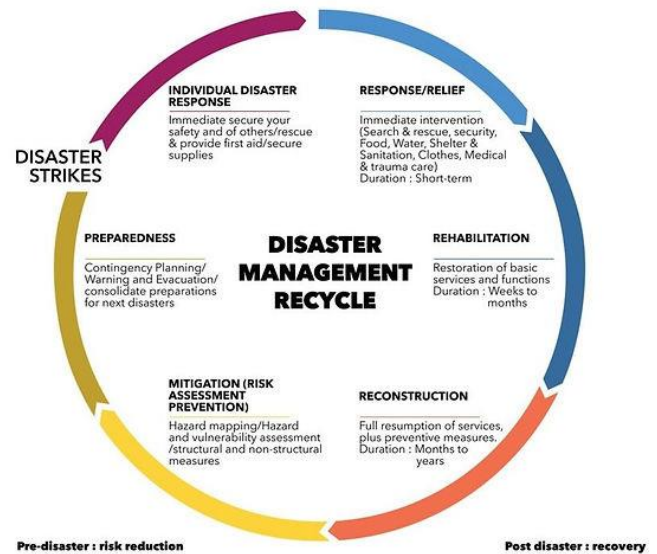 INDIVIDUAL DISASTER
RESPONSE
Immediate secure your
safety and of others/rescue
& provide first aid/secure
supplies
RESPONSE/RELIEF
Immediate intervention
(Search & rescue, security,
Food, Water, Shelter &
Sanitation, Clothes, Medical
& trauma care)
Duration : Short-term
DISASTER
STRIKES
PREPAREDNESS
Contingency Planning/
Warning and Evacuation/
consolidate preparations
for next disasters
DISASTER
MANAGEMENT
RECYCLE
REHABILITATION
Restoration of basic
services and functions
Duration : Weeks to
months
MITIGATION (RISK
ASSESSMENT
PREVENTION)
Hazard mapping/Hazard
and vulnerability assessment
/structural and non-structural
measures
RECONSTRUCTION
Full resumption of services,
plus preventive measures.
Duration : Months to
years
Pre-disaster : risk reduction
Post disaster : recovery